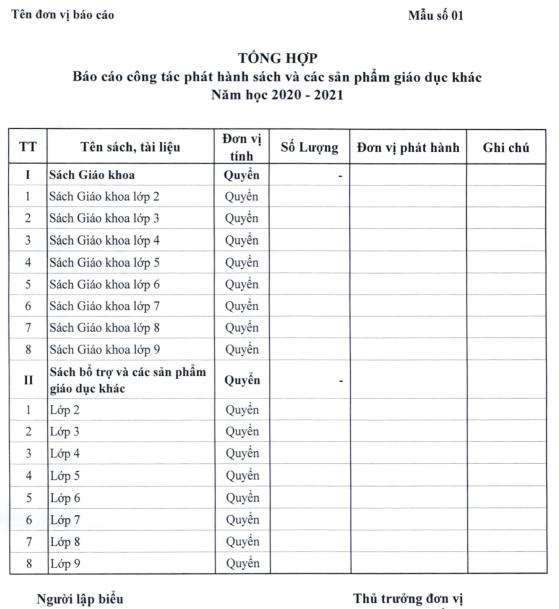 Tên đơn vị báo cáo Mẫu số 01
TỔNG HỢP
Báo cáo công tác phát hành sách và các sản phẩm giáo dục khác
Năm học 2020 - 2021
TT Tên sách, tài liệu Đơn vị tính Số Lượng Đơn vị phát hành Ghi chú
I Sách Giáo khoa Quyển -
1 Sách Giáo khoa lớp 2 Quyển
2 Sách Giáo khoa lớp 3 Quyển
3 Sách Giáo khoa lớp 4 Quyển
4 Sách Giáo khoa lớp 5 Quyển
5 Sách Giáo khoa lớp 6 Quyển
6 Sách Giáo khoa lớp 7 Quyển
7 Sách Giáo khoa lớp 8 Quyển
8 Sách Giáo khoa lớp 9 Quyển
II Sách bổ trợ và các sản phẩm giáo dục khác Quyển -
1 Lớp 2 Quyển
2 Lớp 3 Quyển
3 Lớp 4 Quyển
4 Lớp 5 Quyển
5 Lớp 6 Quyển
6 Lớp 7 Quyển
7 Lớp 8 Quyển
8 Lớp 9 Quyển
Người lập biểu Thủ trưởng đơn vị